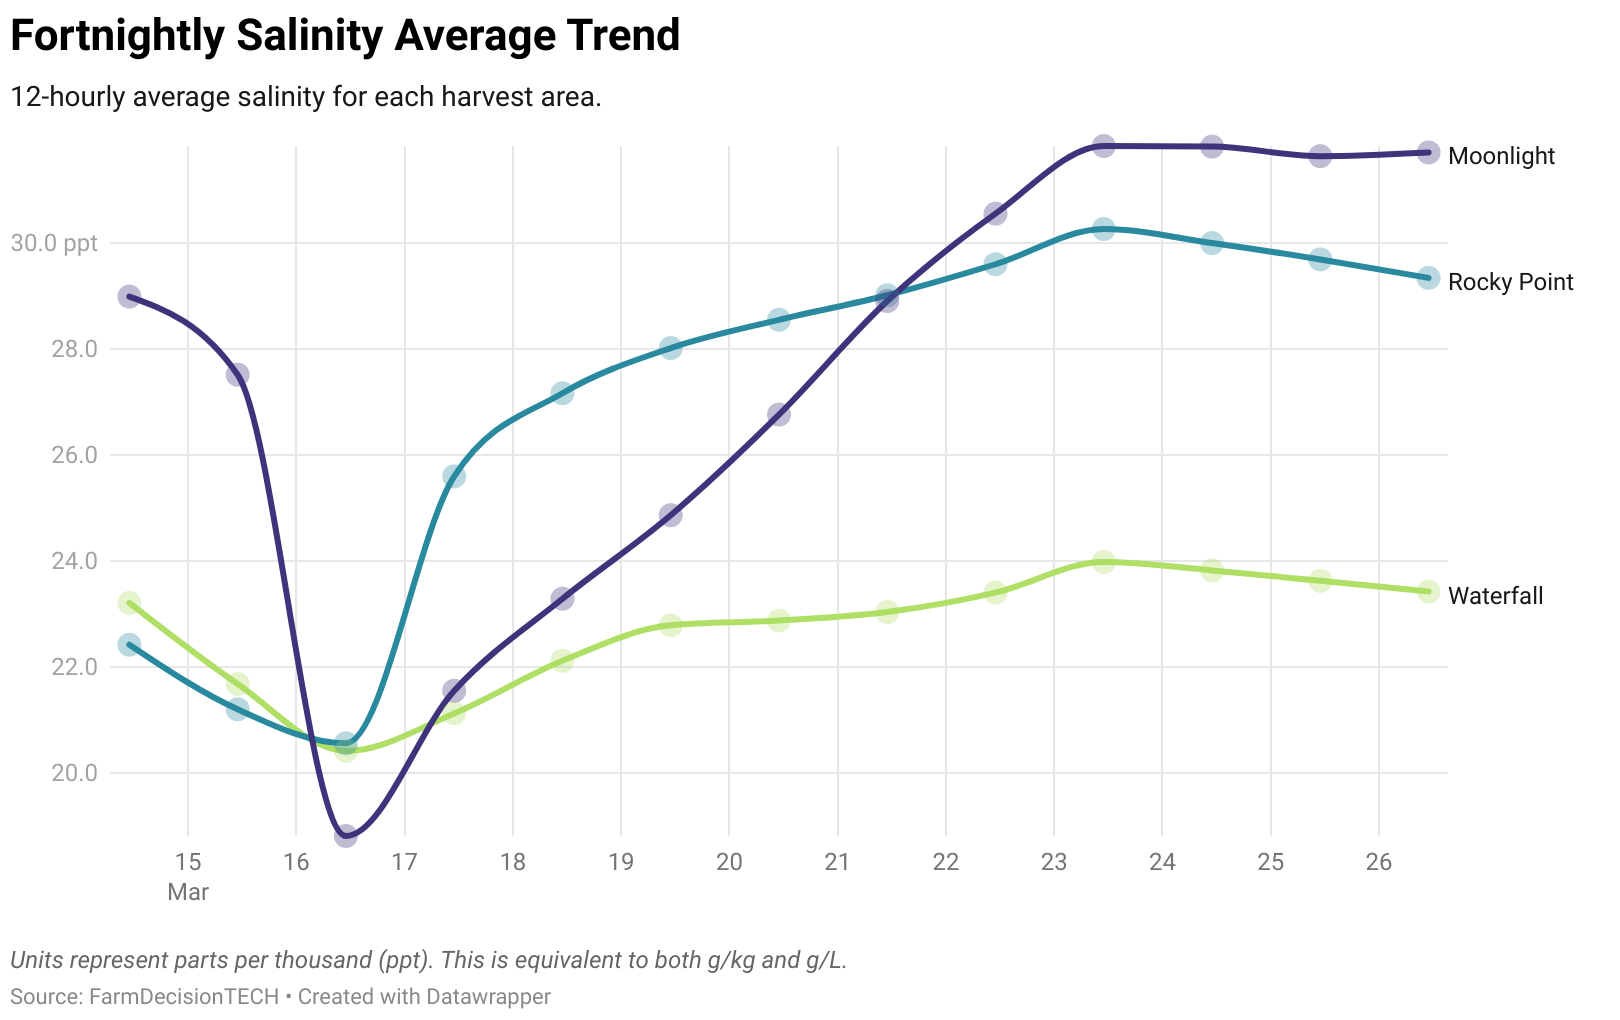 Fortnightly Salinity Average Trend
12-hourly average salinity for each harvest area.
Moonlight
30.0 ppt
Rocky Point
28.0
26.0
24.0
Waterfall
22.0
20.0
15 16 17 18 19 20 21 22 23 24 25 26
Mar
Units represent parts per thousand (ppt). This is equivalent to both g/kg and g/L.
Source: FarmDecisionTECH • Created with Datawrapper